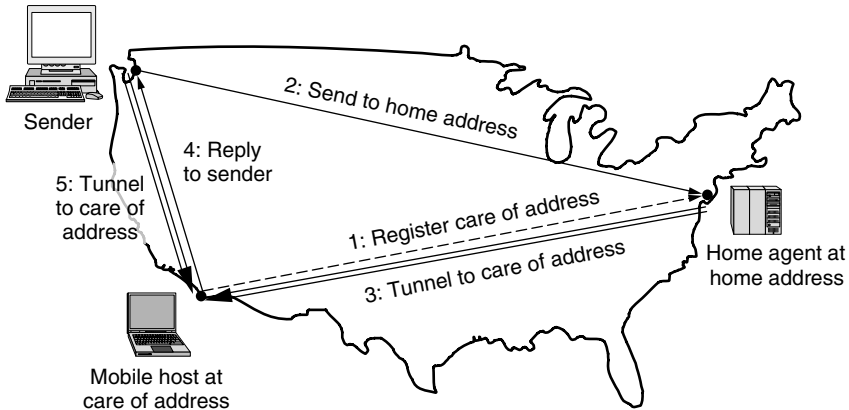 Sender
2: Send to home address
4: Reply
to sender
5: Tunnel
to care of
address
1: Register care of address
3: Tunnel to care of address
Home agent at
home address
Mobile host at
care of address